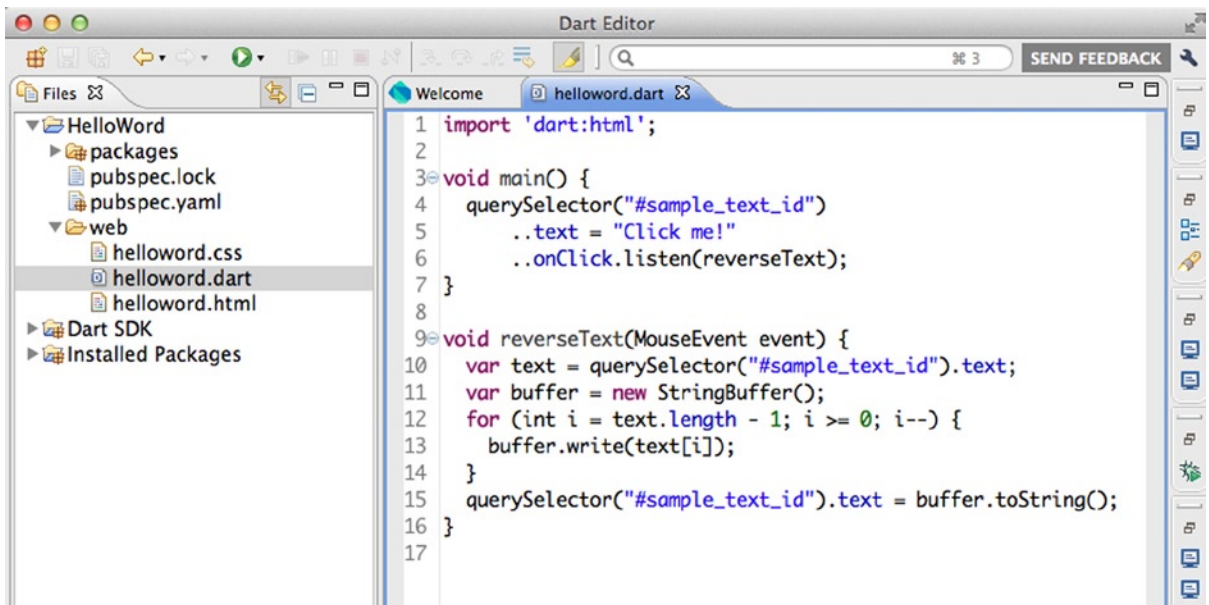 Dart Editor
⌘ 3
SEND FEEDBACK
Files
HelloWord
packages
pubspec.lock
pubspec.yaml
web
helloword.css
helloword.dart
helloword.html
Dart SDK
Installed Packages
Welcome
helloword.dart
1 import 'dart:html';
2
3 void main() {
4   querySelector("#sample_text_id")
5       ..text = "Click me!"
6       ..onClick.listen(reverseText);
7 }
8
9 void reverseText(MouseEvent event) {
10   var text = querySelector("#sample_text_id").text;
11   var buffer = new StringBuffer();
12   for (int i = text.length - 1; i >= 0; i--) {
13     buffer.write(text[i]);
14   }
15   querySelector("#sample_text_id").text = buffer.toString();
16 }
17